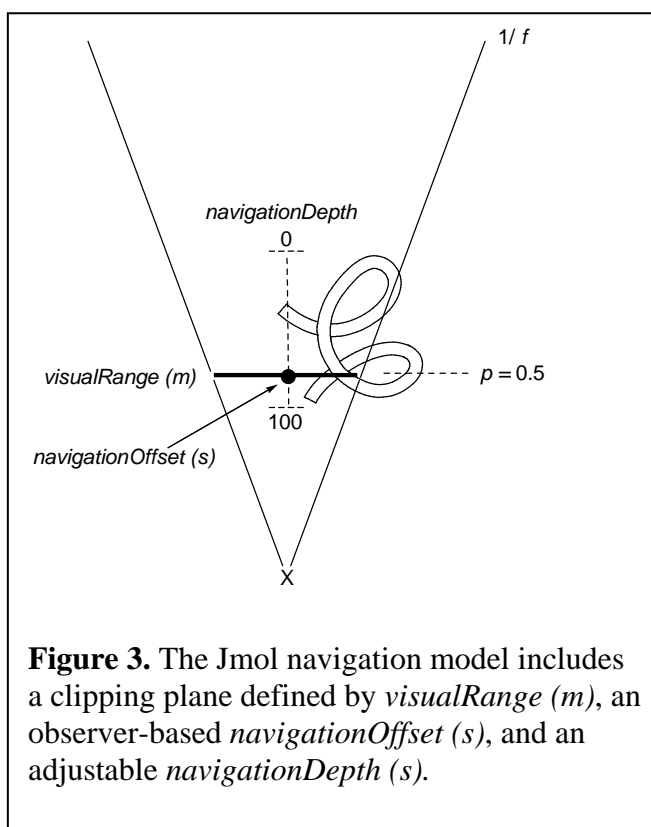 1/ f
navigationDepth
0
visualRange (m)
p = 0.5
100
navigationOffset (s)
X
Figure 3. The Jmol navigation model includes
a clipping plane defined by visualRange (m), an
observer-based navigationOffset (s), and an
adjustable navigationDepth (s).